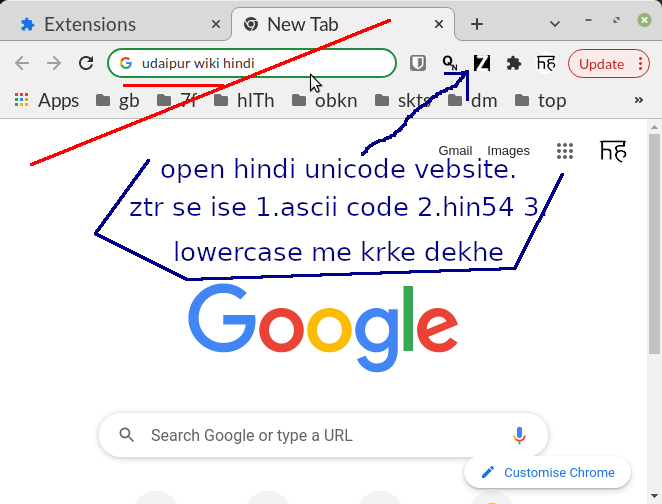 Extensions
New Tab
udaipur wiki hindi
QN
Z
हृ
Update
Apps
gb
7f
hlTh
obkn
skts
dm
top
»
Gmail
Images
open hindi unicode vebsite.
ztr se ise 1.ascii code 2.hin54 3.
lowercase me krke dekhe
Google
Search Google or type a URL
Customise Chrome